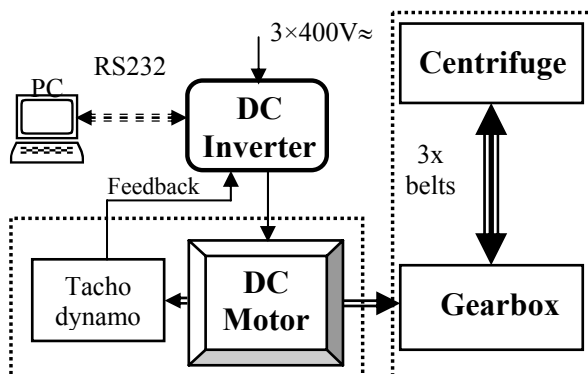 3×400V≈
RS232
PC
DC
Inverter
Centrifuge
3x
belts
Feedback
Tacho
dynamo
DC
Motor
Gearbox